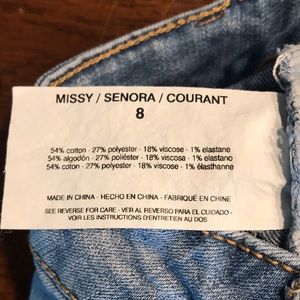 MISSY / SENORA / COURANT
8
54% cotton - 27% polyester - 18% viscose - 1% elastane
54% algodón - 27% poliéster - 18% viscosa - 1% elastano
54% coton - 27% polyester - 18% viscose - 1% élasthanne
MADE IN CHINA - HECHO EN CHINA - FABRIQUÉ EN CHINE
SEE REVERSE FOR CARE - VER AL REVERSO PARA EL CUIDADO -
VOIR LES INSTRUCTIONS D'ENTRETIEN AU DOS